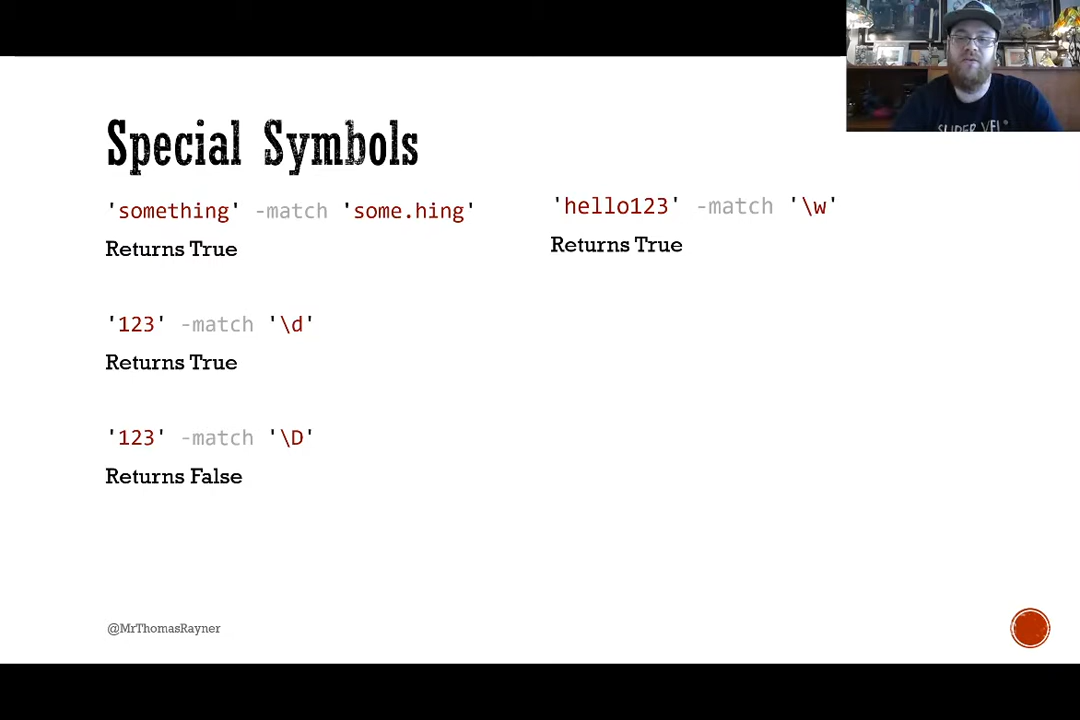 Special Symbols
'something' -match 'some.hing'
Returns True
'123' -match '\d'
Returns True
'123' -match '\D'
Returns False
'hello123' -match '\w'
Returns True
@MrThomasRayner
SUPER